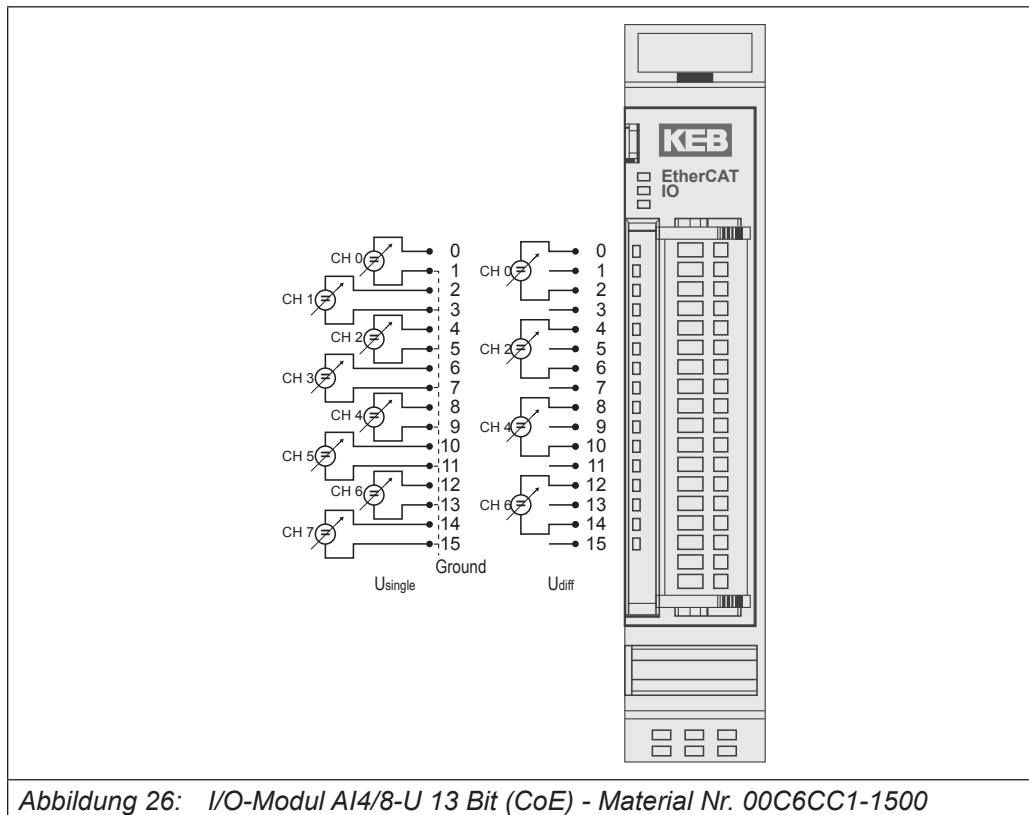 KEB
EtherCAT
IO
CH 0
CH 1
CH 2
CH 3
CH 4
CH 5
CH 6
CH 7
0
1
2
3
4
5
6
7
8
9
10
11
12
13
14
15
Ground
Usingle
CH 0
CH 2
CH 4
CH 6
0
1
2
3
4
5
6
7
8
9
10
11
12
13
14
15
Udiff
Abbildung 26: I/O-Modul AI4/8-U 13 Bit (CoE) - Material Nr. 00C6CC1-1500